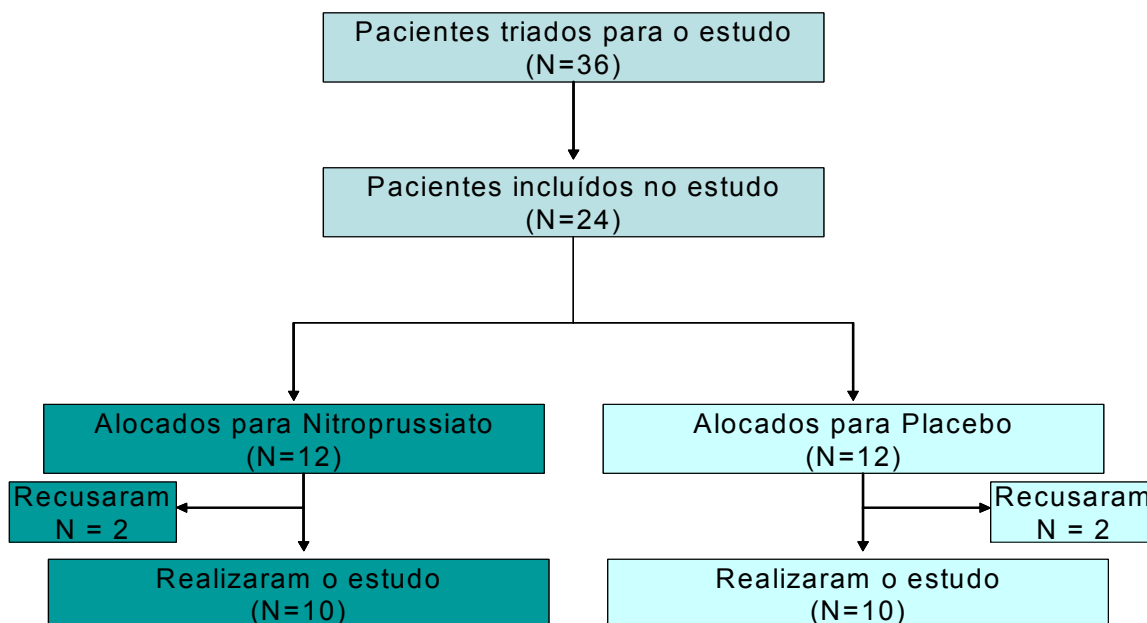 Pacientes triados para o estudo
(N=36)
Pacientes incluídos no estudo
(N=24)
Alocados para Nitroprussiato
(N=12)
Alocados para Placebo
(N=12)
Recusaram
N = 2
Recusaram
N = 2
Realizaram o estudo
(N=10)
Realizaram o estudo
(N=10)